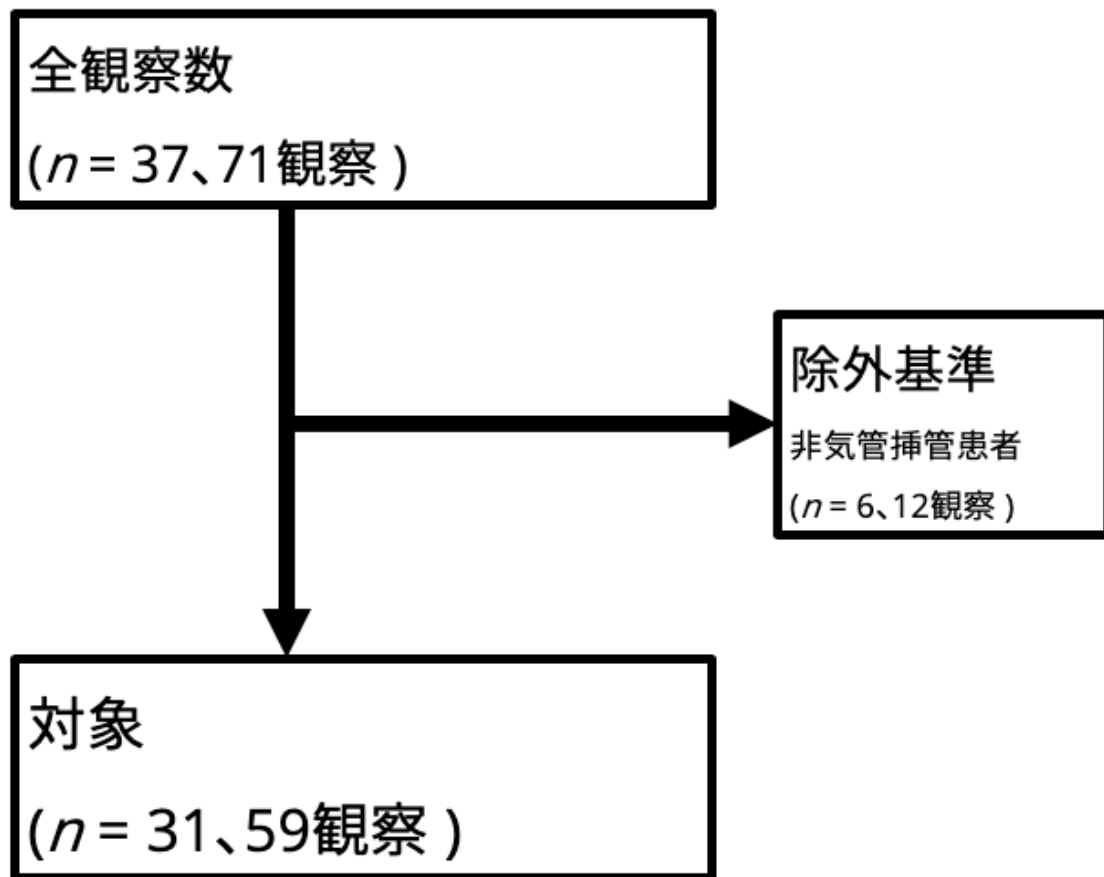 全観察数
(n = 37、71観察 )
除外基準
非気管挿管患者
(n = 6、12観察 )
対象
(n = 31、59観察 )